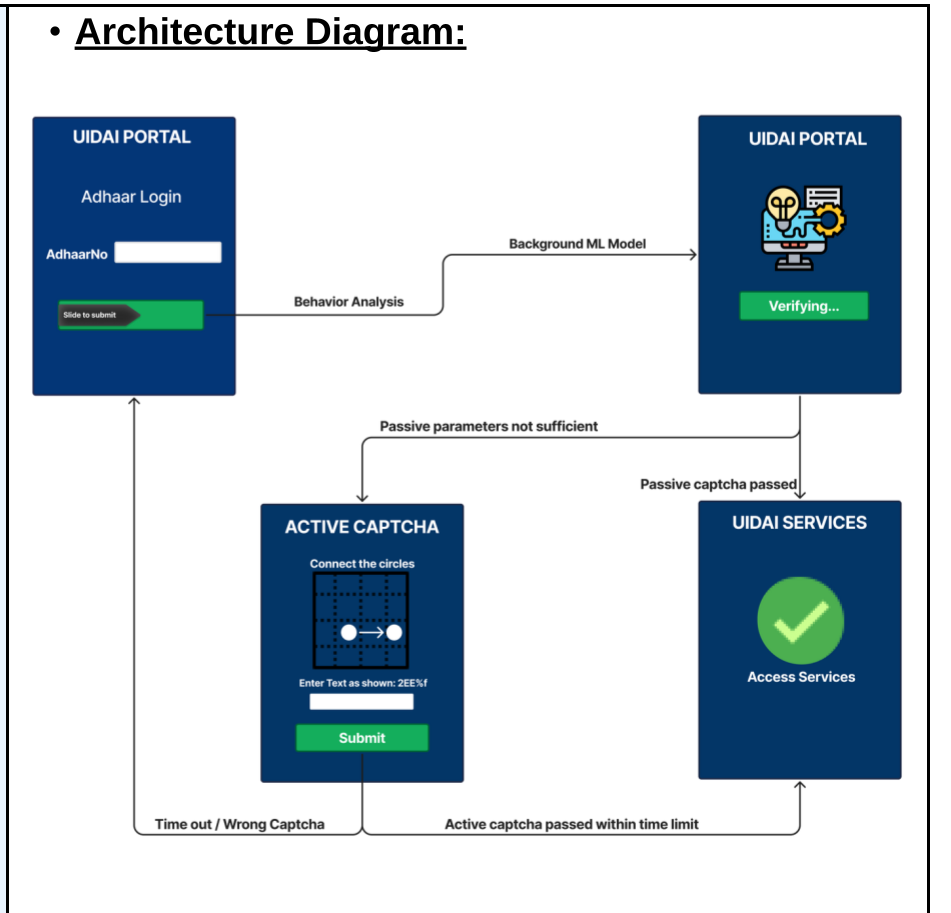 • Architecture Diagram:
UIDAI PORTAL
Adhaar Login
AdhaarNo
Slide to submit
Behavior Analysis
Background ML Model
UIDAI PORTAL
Verifying...
Passive parameters not sufficient
Passive captcha passed
ACTIVE CAPTCHA
Connect the circles
Enter Text as shown: 2EE%f
Submit
UIDAI SERVICES
Access Services
Time out / Wrong Captcha
Active captcha passed within time limit